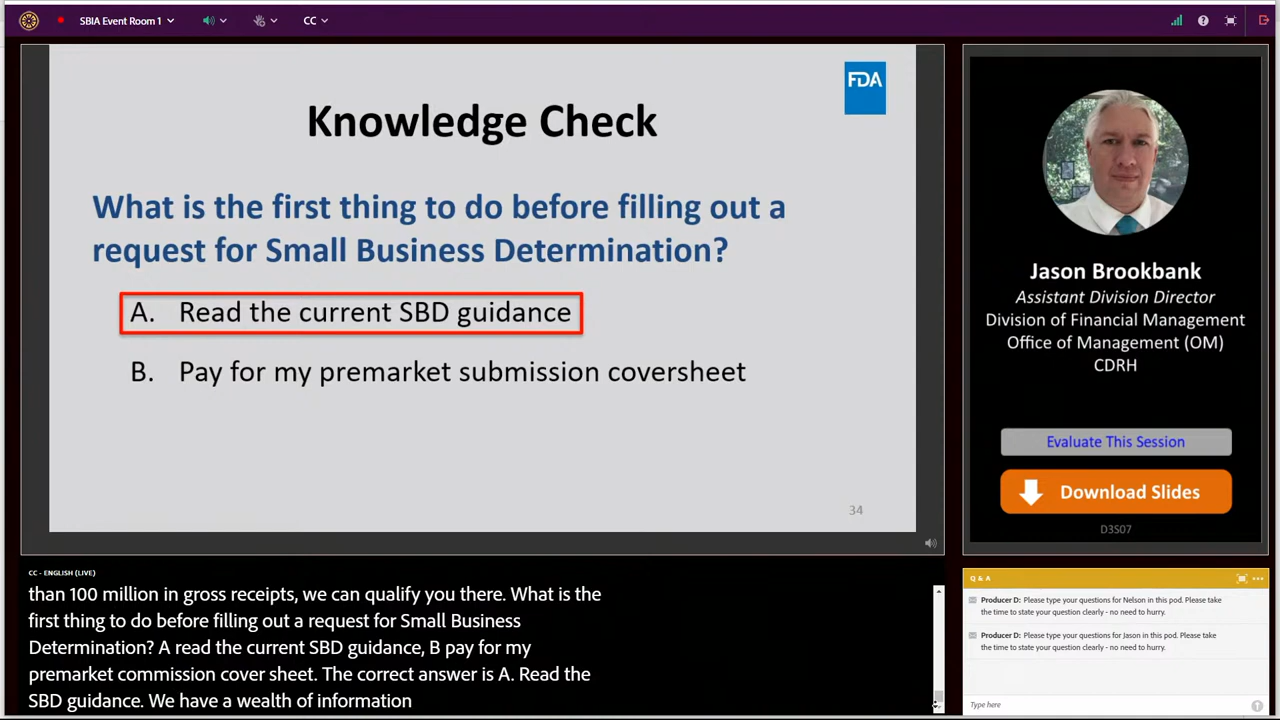 SBIA Event Room 1
CC
FDA
Knowledge Check
What is the first thing to do before filling out a
request for Small Business Determination?
A. Read the current SBD guidance
B. Pay for my premarket submission coversheet
34
Jason Brookbank
Assistant Division Director
Division of Financial Management
Office of Management (OM)
CDRH
Evaluate This Session
Download Slides
D3S07
CC - ENGLISH (LIVE)
than 100 million in gross receipts, we can qualify you there. What is the
first thing to do before filling out a request for Small Business
Determination? A read the current SBD guidance, B pay for my
premarket commission cover sheet. The correct answer is A. Read the
SBD guidance. We have a wealth of information
Q & A
Producer D: Please type your questions for Nelson in this pod. Please take
the time to state your question clearly - no need to hurry.
Producer D: Please type your questions for Jason in this pod. Please take
the time to state your question clearly - no need to hurry.
Type here